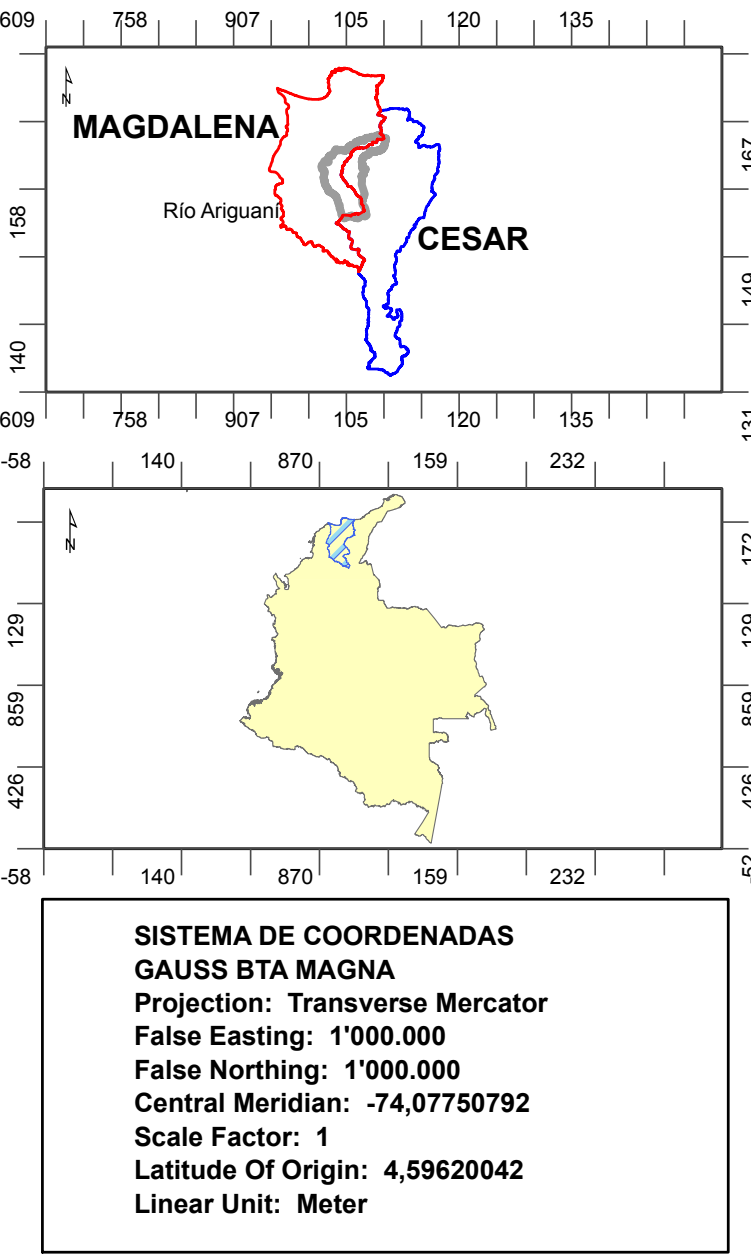 609 758 907 105 120 135
N
MAGDALENA
167
Río Ariguaní
158
CESAR
149
140
131
609 758 907 105 120 135
-58 140 870 159 232
N
172
129 129
859 859
426 426
-52
-58 140 870 159 232
SISTEMA DE COORDENADAS
GAUSS BTA MAGNA
Projection: Transverse Mercator
False Easting: 1'000.000
False Northing: 1'000.000
Central Meridian: -74,07750792
Scale Factor: 1
Latitude Of Origin: 4,59620042
Linear Unit: Meter